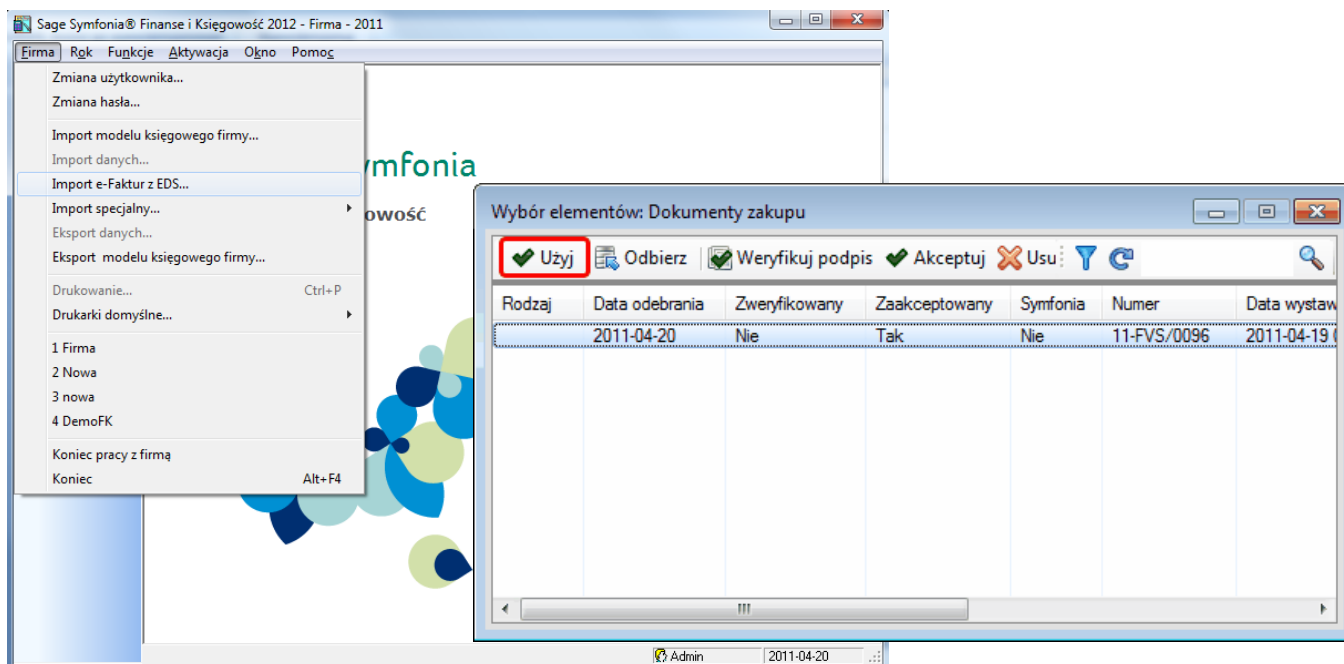 Sage Symfonia® Finanse i Księgowość 2012 - Firma - 2011
Firma Rok Funkcje Aktywacja Okno Pomoc
Zmiana użytkownika...
Zmiana hasła...
Import modelu księgowego firmy...
Import danych...
Import e-Faktur z EDS...
Import specjalny...
Eksport danych...
Eksport modelu księgowego firmy...
Drukowanie... Ctrl+P
Drukarki domyślne...
1 Firma
2 Nowa
3 nowa
4 DemoFK
Koniec pracy z firmą
Koniec Alt+F4
mfonia
owość
Wybór elementów: Dokumenty zakupu
Użyj Odbierz Weryfikuj podpis Akceptuj Usu
Rodzaj Data odebrania Zweryfikowany Zaakceptowany Symfonia Numer Data wystaw
2011-04-20 Nie Tak Nie 11-FVS/0096 2011-04-19
Admin 2011-04-20